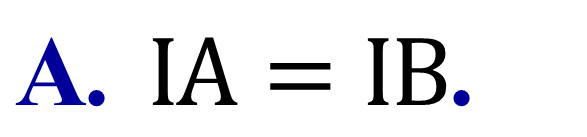 A. IA = IB.